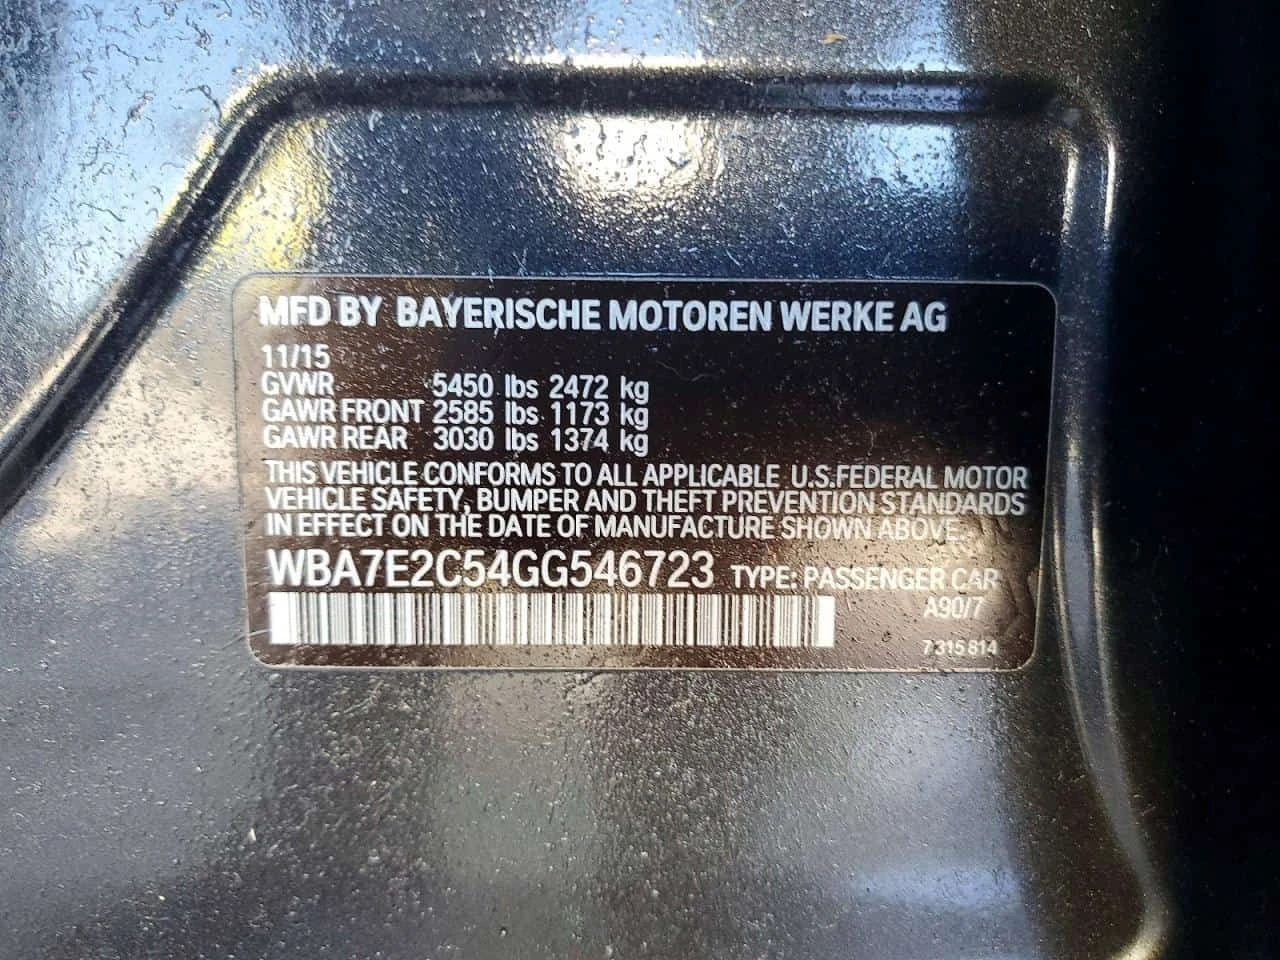 MFD BY BAYERISCHE MOTOREN WERKE AG
11/15
GVWR 5450 lbs 2472 kg
GAWR FRONT 2585 lbs 1173 kg
GAWR REAR 3030 lbs 1374 kg
THIS VEHICLE CONFORMS TO ALL APPLICABLE U.S.FEDERAL MOTOR
VEHICLE SAFETY, BUMPER AND THEFT PREVENTION STANDARDS
IN EFFECT ON THE DATE OF MANUFACTURE SHOWN ABOVE.
WBA7E2C54GG546723 TYPE: PASSENGER CAR
A90/7
7 315 814